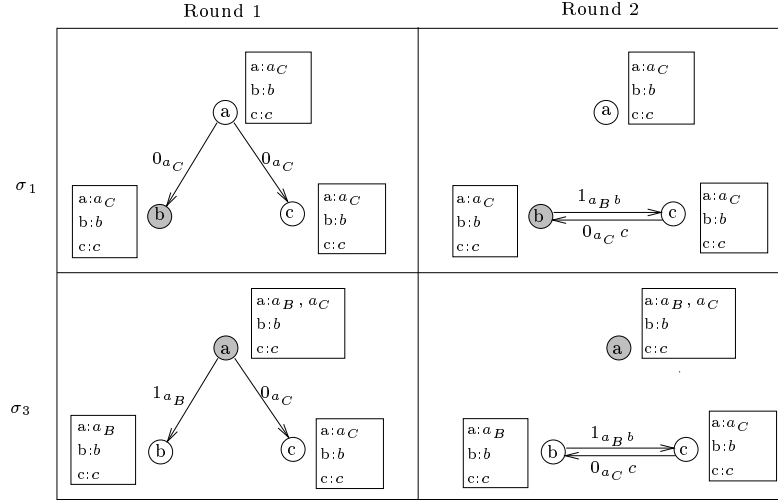 Round 1
Round 2
σ1
a
a:aC
b:b
c:c
0aC
0aC
a:aC
b:b
c:c
b
c
a:aC
b:b
c:c
a
a:aC
b:b
c:c
a:aC
b:b
c:c
b
1aB b
0aC c
c
a:aC
b:b
c:c
σ3
a
a:aB , aC
b:b
c:c
1aB
0aC
a:aB
b:b
c:c
b
c
a:aC
b:b
c:c
a
a:aB , aC
b:b
c:c
a:aB
b:b
c:c
b
1aB b
0aC c
c
a:aC
b:b
c:c